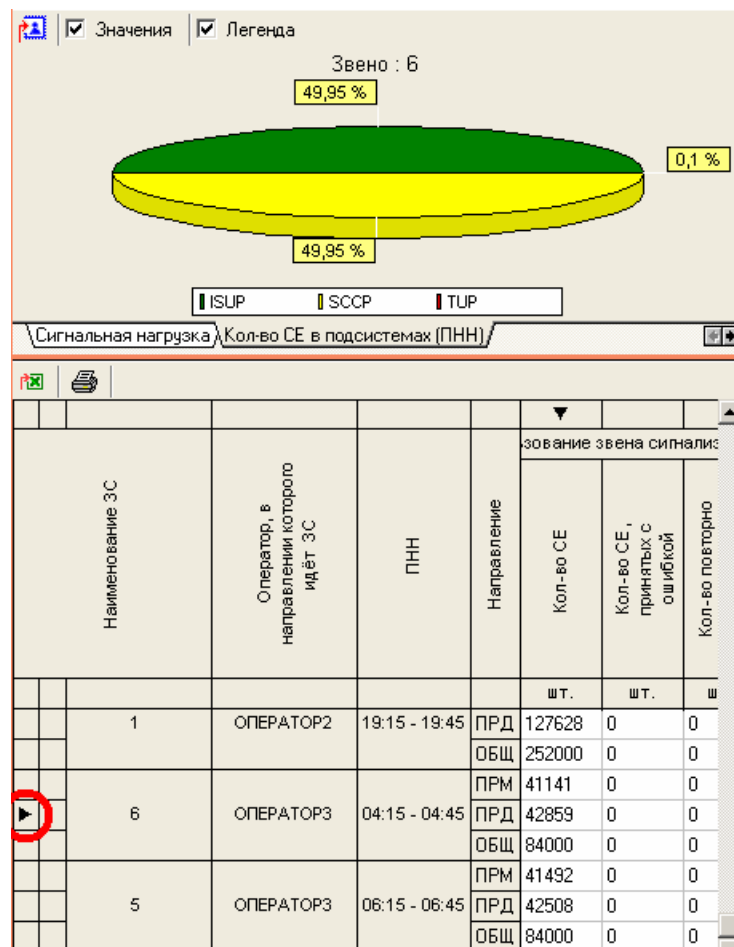 Значения Легенда
Звено : 6
49,95 %
0,1 %
49,95 %
ISUP SCCP TUP
Сигнальная нагрузка Кол-во СЕ в подсистемах (ПНН)
зование звена сигнализ
Наименование ЗС
Оператор, в
направлении которого
идёт ЗС
ПНН
Направление
Кол-во СЕ
Кол-во СЕ,
принятых с
ошибкой
Кол-во повторно
шт. шт. ш
1 ОПЕРАТОР2 19:15 - 19:45 ПРД 127628 0 0
ОБЩ 252000 0 0
ПРМ 41141 0 0
6 ОПЕРАТОР3 04:15 - 04:45 ПРД 42859 0 0
ОБЩ 84000 0 0
ПРМ 41492 0 0
5 ОПЕРАТОР3 06:15 - 06:45 ПРД 42508 0 0
ОБЩ 84000 0 0